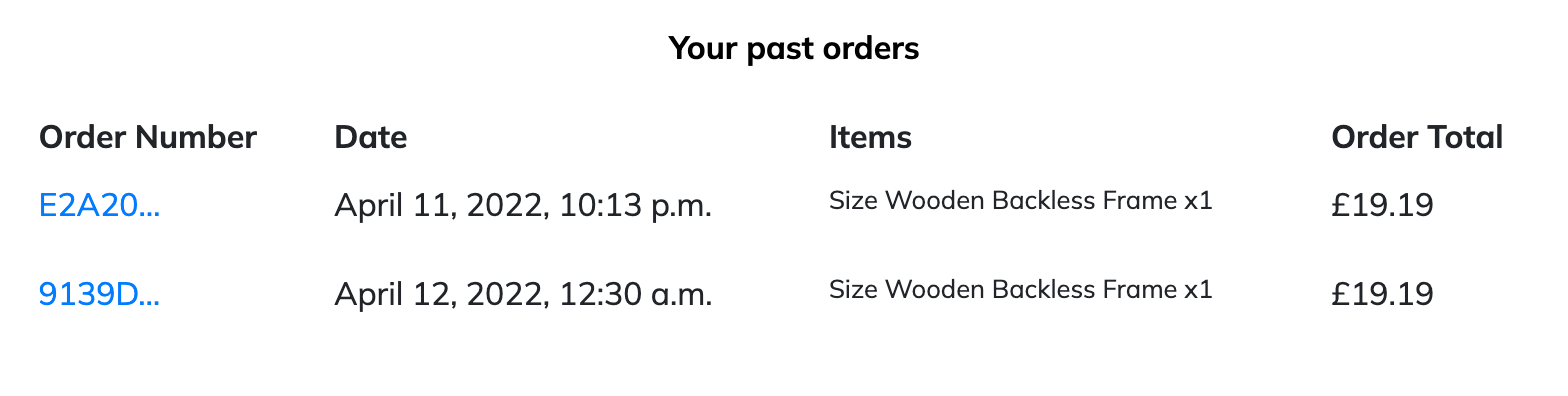 Your past orders
Order Number Date Items Order Total
E2A20... April 11, 2022, 10:13 p.m. Size Wooden Backless Frame x1 £19.19
9139D... April 12, 2022, 12:30 a.m. Size Wooden Backless Frame x1 £19.19